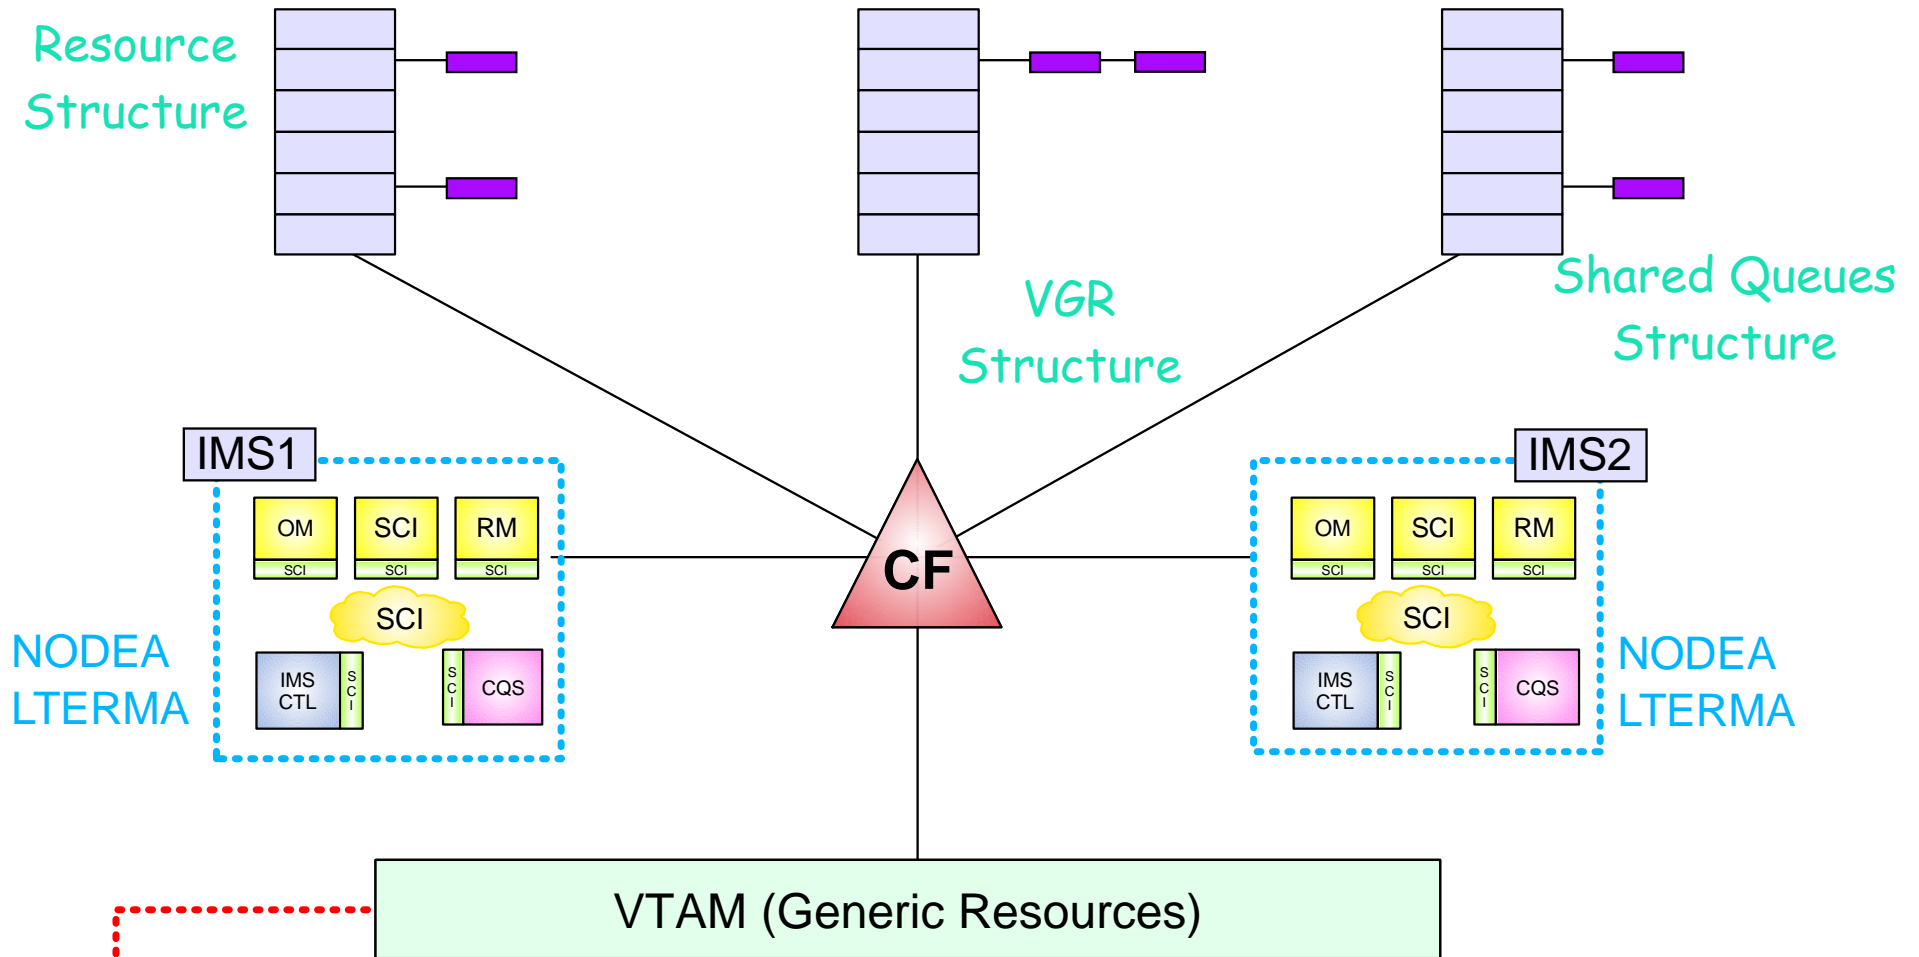 Resource
Structure
VGR
Structure
Shared Queues
Structure
IMS1
OM
SCI
RM
SCI
SCI
SCI
SCI
IMS
CTL
S
C
I
S
C
I
CQS
NODEA
LTERMA
CF
IMS2
OM
SCI
RM
SCI
SCI
SCI
SCI
IMS
CTL
S
C
I
S
C
I
CQS
NODEA
LTERMA
VTAM (Generic Resources)